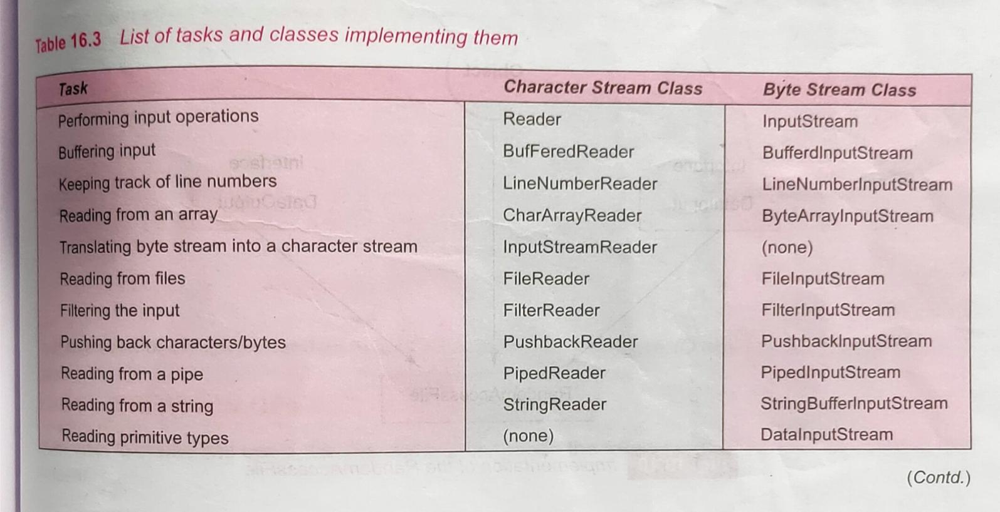 Table 16.3 List of tasks and classes implementing them
Task Character Stream Class Byte Stream Class
Performing input operations Reader InputStream
Buffering input BufFeredReader BufferdInputStream
Keeping track of line numbers LineNumberReader LineNumberInputStream
Reading from an array CharArrayReader ByteArrayInputStream
Translating byte stream into a character stream InputStreamReader (none)
Reading from files FileReader FileInputStream
Filtering the input FilterReader FilterInputStream
Pushing back characters/bytes PushbackReader PushbackInputStream
Reading from a pipe PipedReader PipedInputStream
Reading from a string StringReader StringBufferInputStream
Reading primitive types (none) DataInputStream
(Contd.)